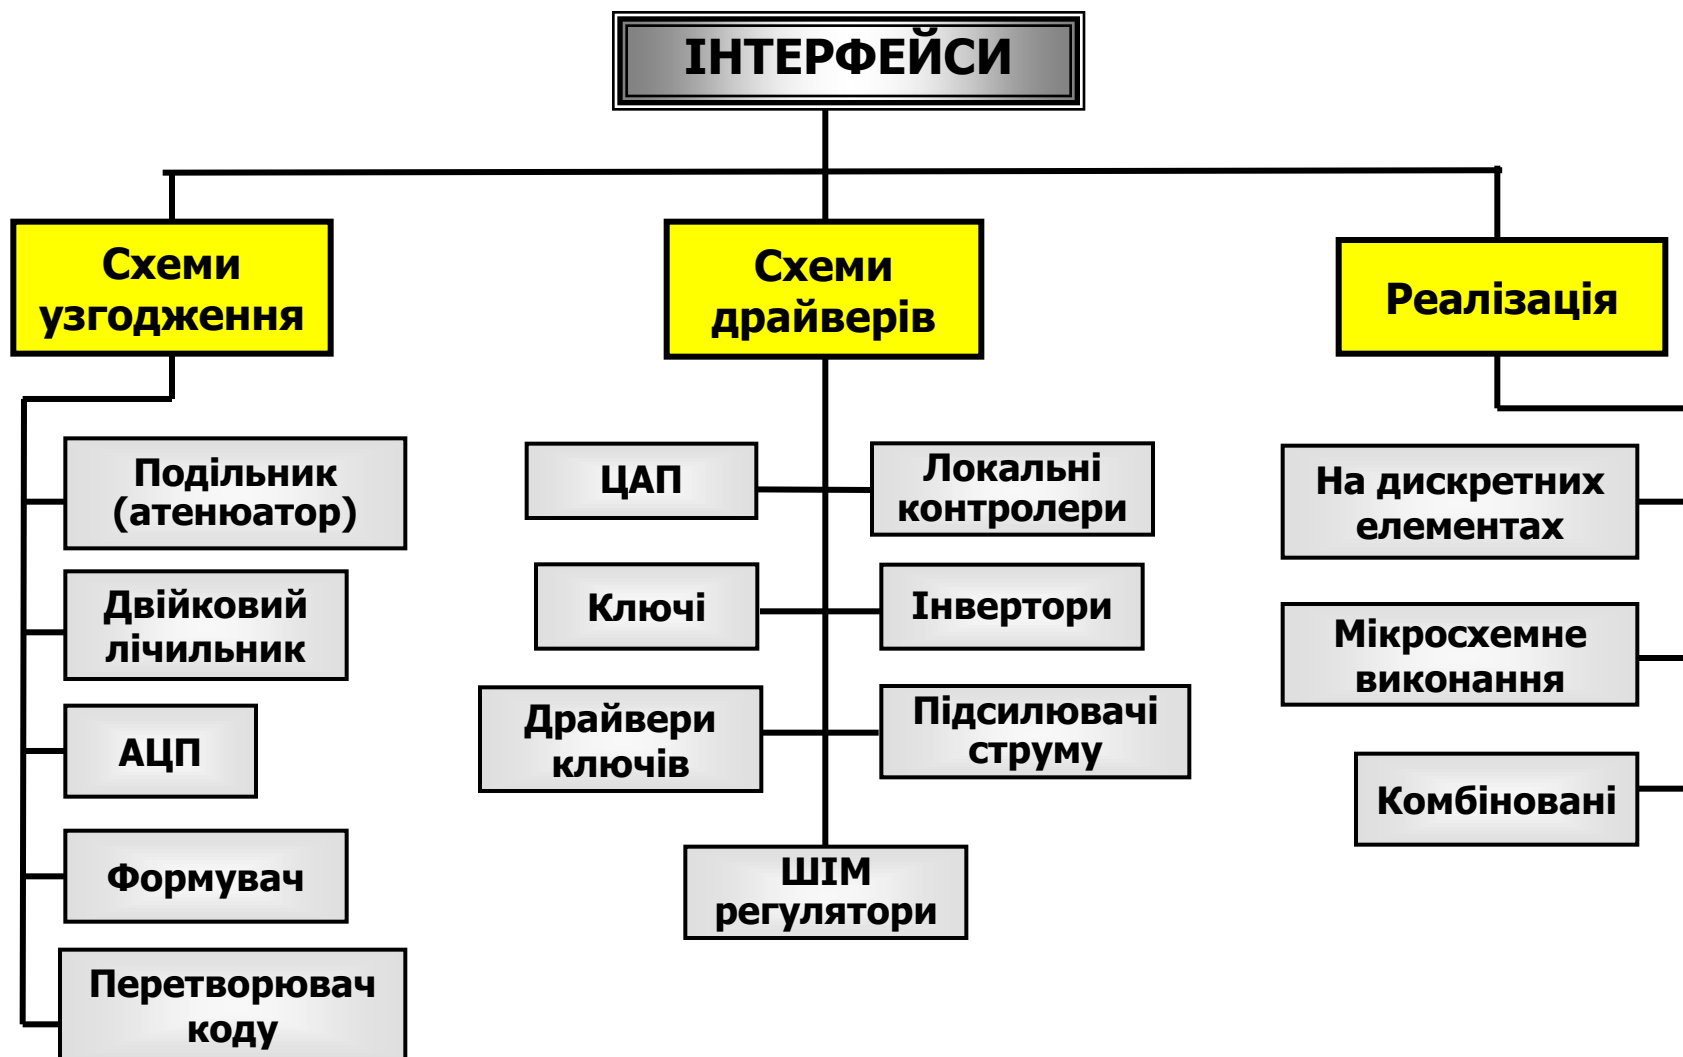 ІНТЕРФЕЙСИ
Схеми
узгодження
Схеми
драйверів
Реалізація
Подільник
(атенюатор)
Двійковий
лічильник
АЦП
Формувач
Перетворювач
коду
ЦАП
Локальні
контролери
Ключі
Інвертори
Драйвери
ключів
Підсилювачі
струму
ШІМ
регулятори
На дискретних
елементах
Мікросхемне
виконання
Комбіновані